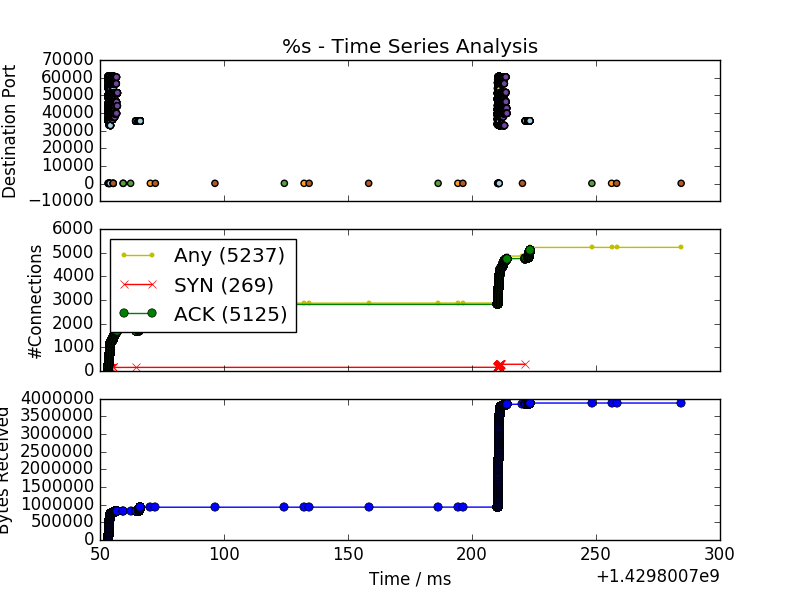 %s - Time Series Analysis
Destination Port
70000
60000
50000
40000
30000
20000
10000
0
−10000
#Connections
6000
5000
4000
3000
2000
1000
0
Any (5237)
SYN (269)
ACK (5125)
Bytes Received
4000000
3500000
3000000
2500000
2000000
1500000
1000000
500000
0
50 100 150 200 250 300
Time / ms
+1.4298007e9